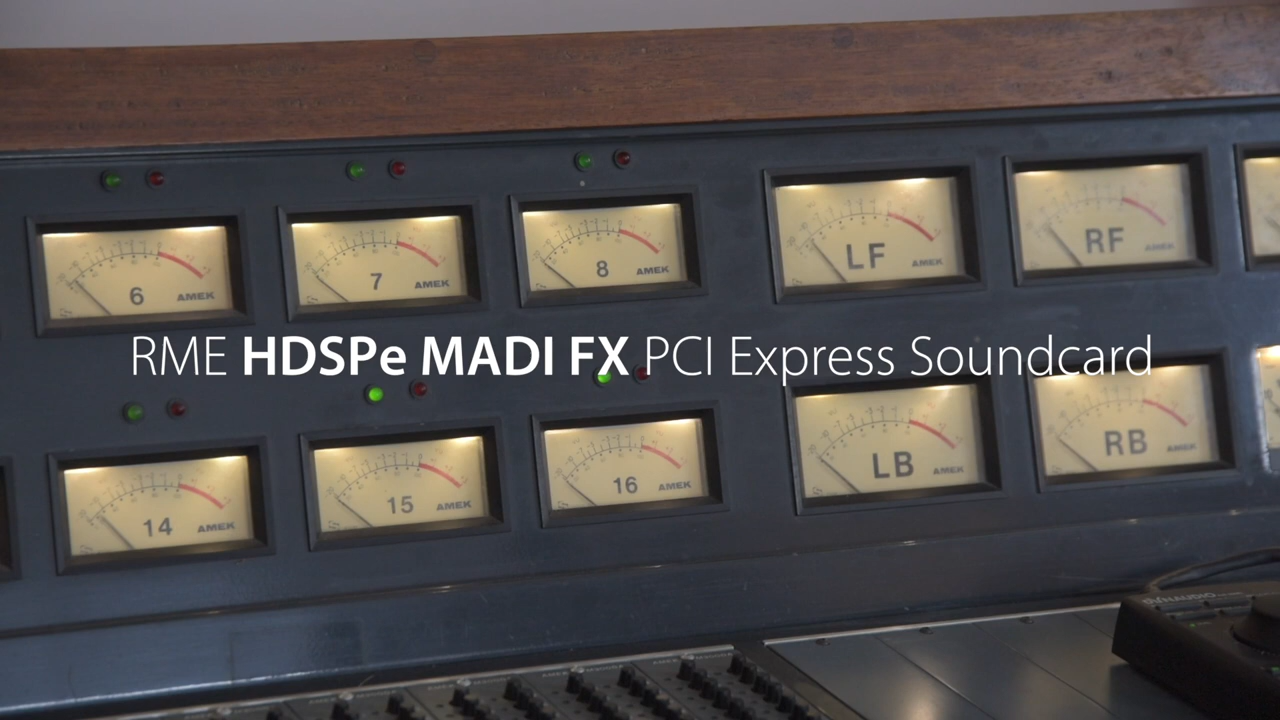 6 AMEK
7 AMEK
8 AMEK
LF AMEK
RF AMEK
RME HDSPe MADI FX PCI Express Soundcard
14 AMEK
15 AMEK
16 AMEK
LB AMEK
RB AMEK
DYNAUDIO